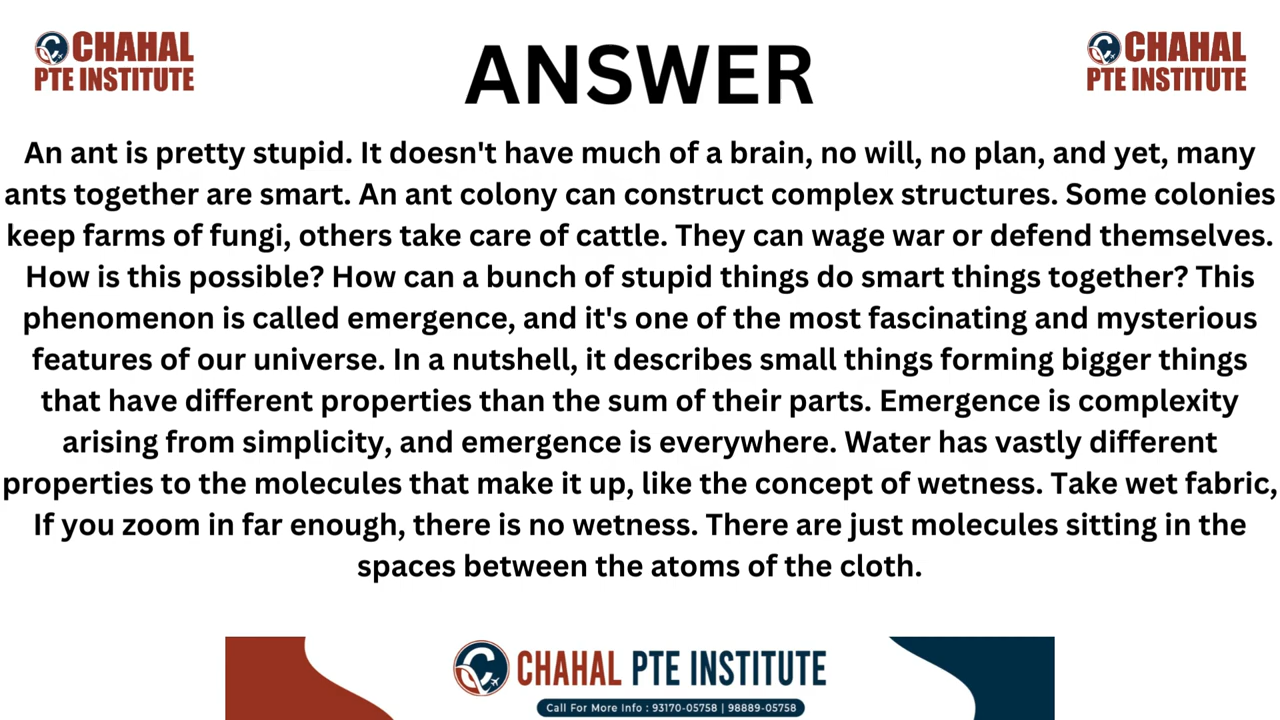 CHAHAL
PTE INSTITUTE
ANSWER
CHAHAL
PTE INSTITUTE
An ant is pretty stupid. It doesn't have much of a brain, no will, no plan, and yet, many
ants together are smart. An ant colony can construct complex structures. Some colonies
keep farms of fungi, others take care of cattle. They can wage war or defend themselves.
How is this possible? How can a bunch of stupid things do smart things together? This
phenomenon is called emergence, and it's one of the most fascinating and mysterious
features of our universe. In a nutshell, it describes small things forming bigger things
that have different properties than the sum of their parts. Emergence is complexity
arising from simplicity, and emergence is everywhere. Water has vastly different
properties to the molecules that make it up, like the concept of wetness. Take wet fabric,
If you zoom in far enough, there is no wetness. There are just molecules sitting in the
spaces between the atoms of the cloth.
CHAHAL PTE INSTITUTE
Call For More Info : 93170-05758 | 98889-05758